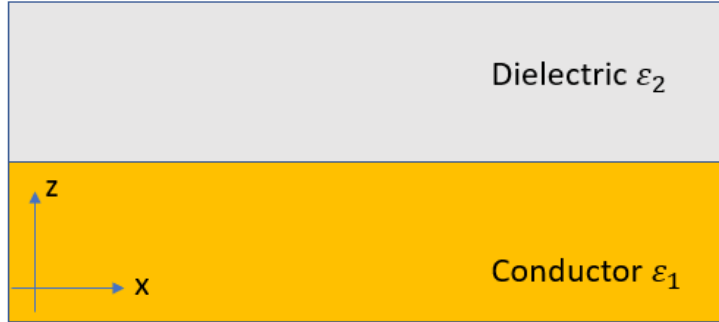 Dielectric ε₂
z
Conductor ε₁
x